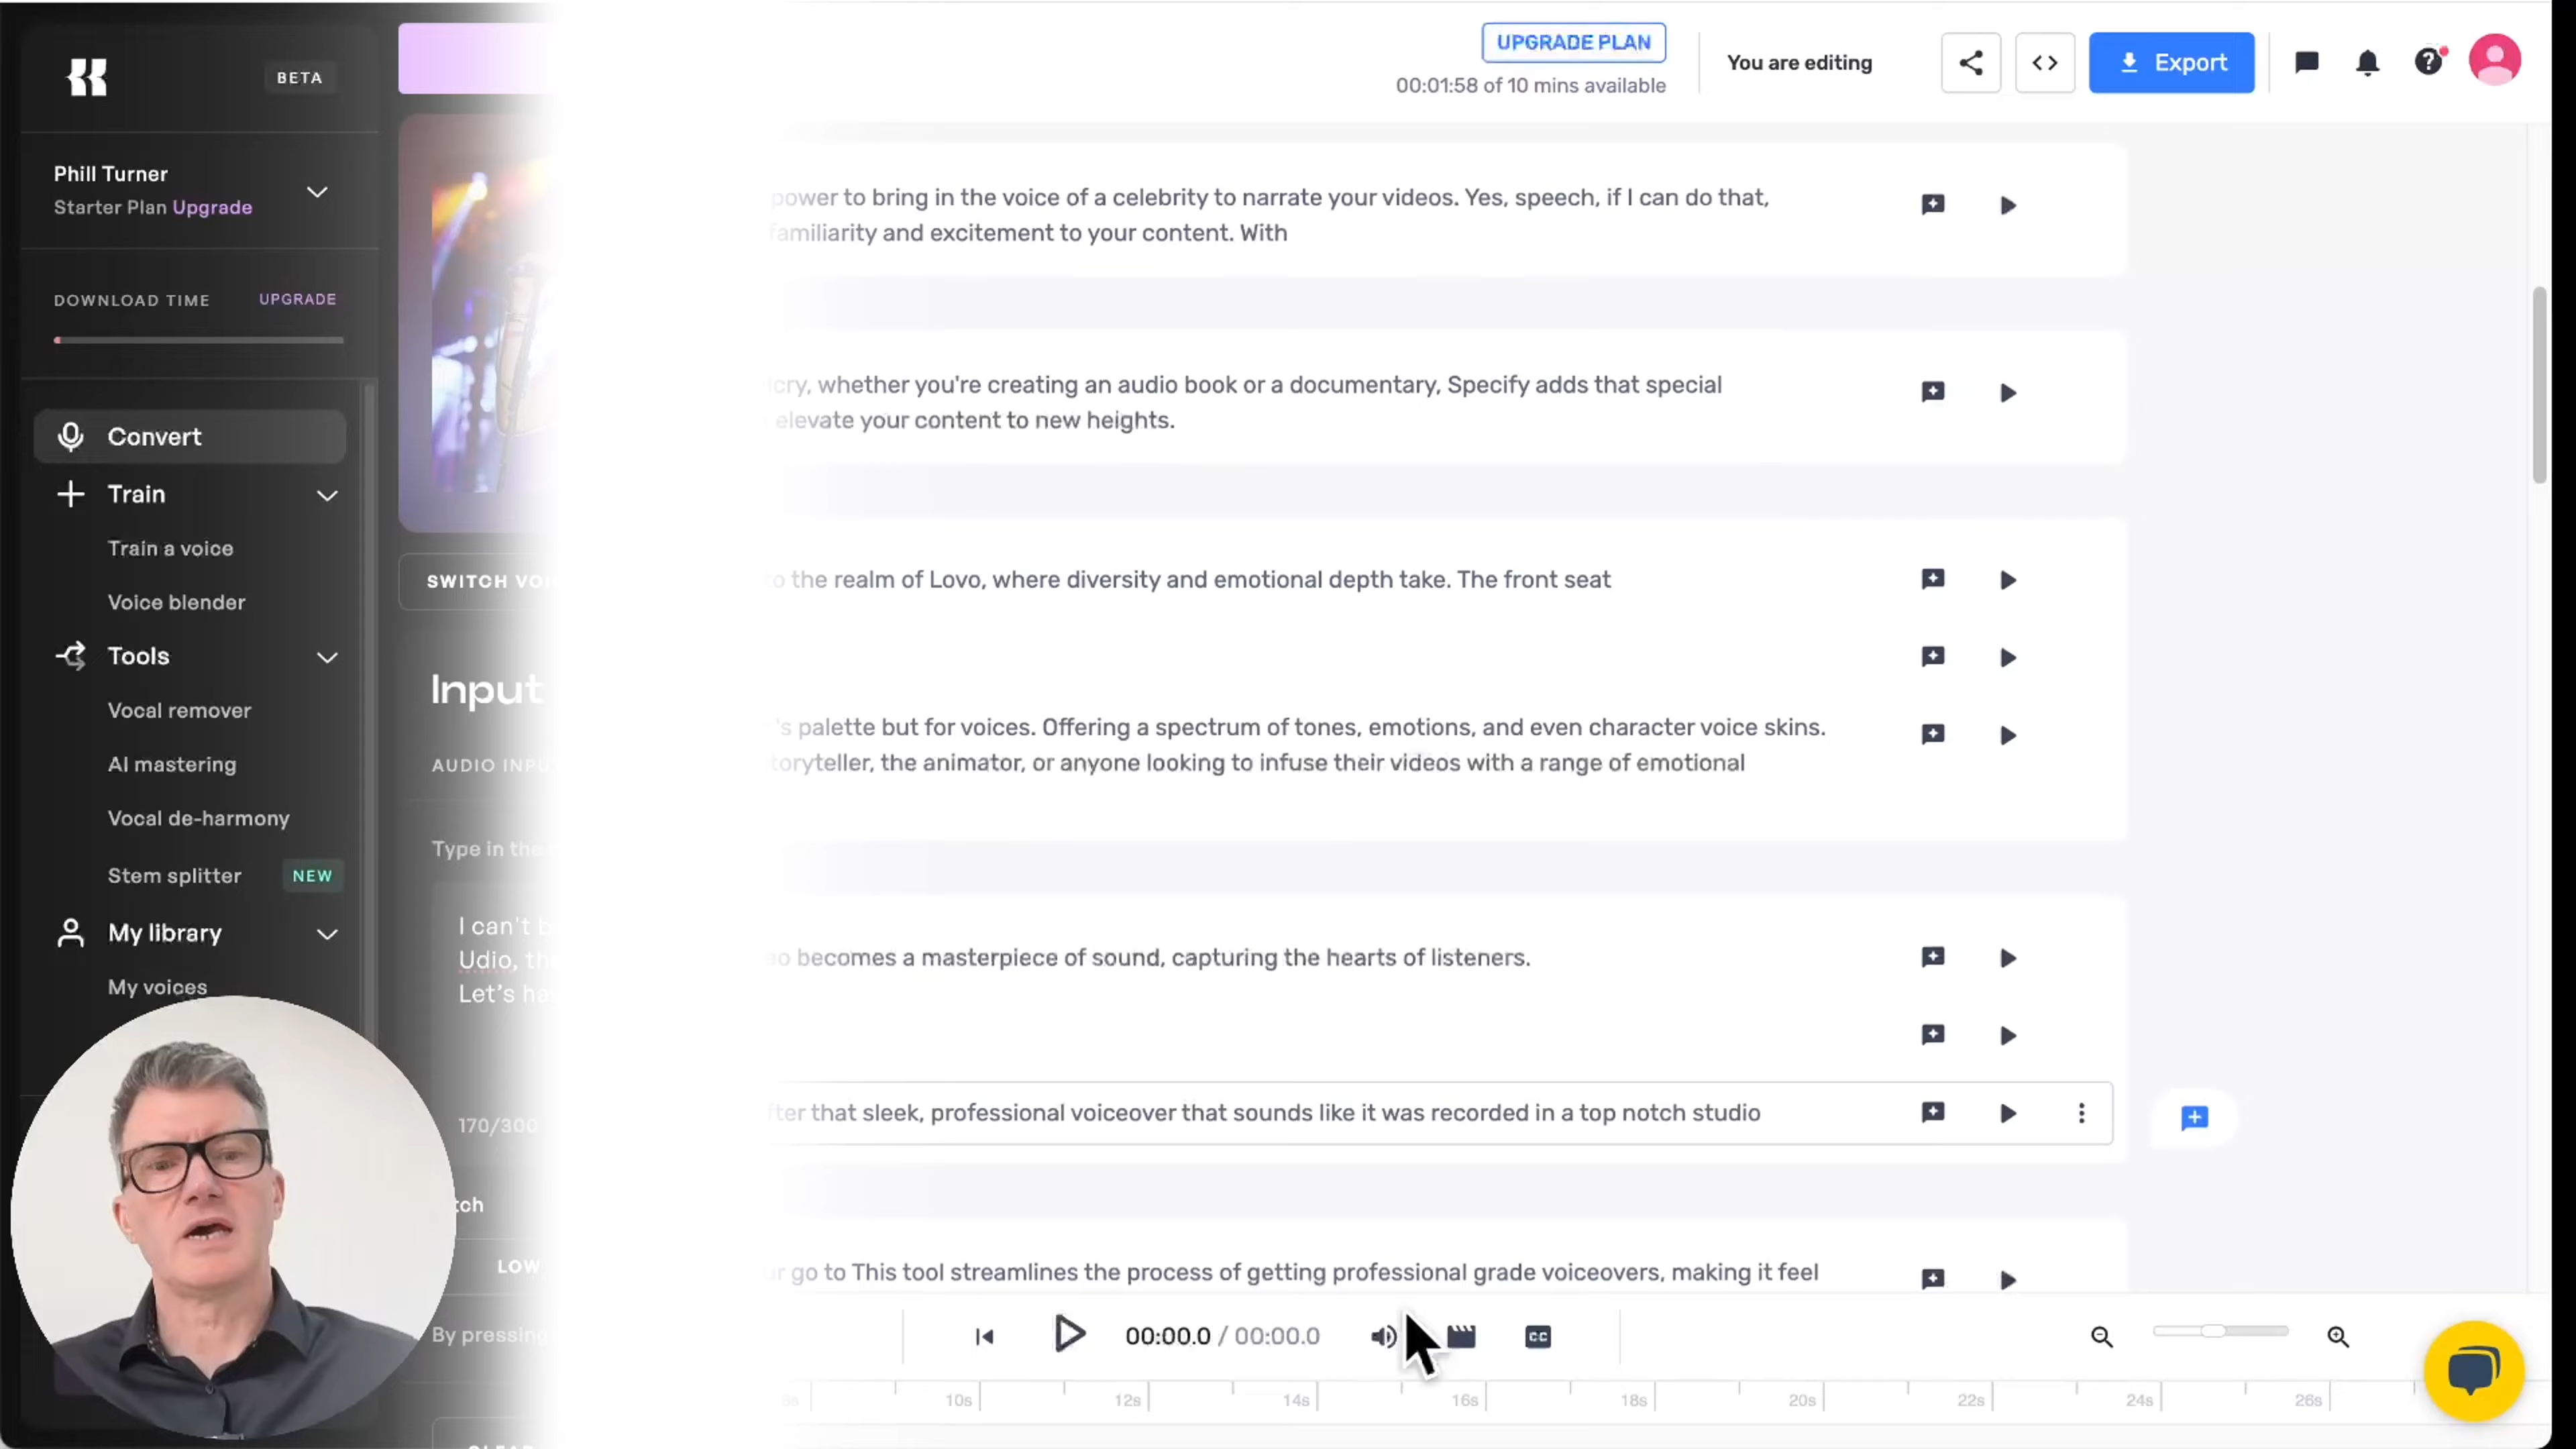 BETA
Phill Turner
Starter Plan Upgrade
DOWNLOAD TIME UPGRADE
Convert
Train
Train a voice
Voice blender
Tools
Vocal remover
AI mastering
Vocal de-harmony
Stem splitter NEW
My library
My voices
SWITCH
Input
AUDIO
Type in the
I can't
Udio,
Let's
170/300
LOW
By pressing
UPGRADE PLAN
00:01:58 of 10 mins available
You are editing
Export
power to bring in the voice of a celebrity to narrate your videos. Yes, speech, if I can do that,
familiarity and excitement to your content. With
cry, whether you're creating an audio book or a documentary, Specify adds that special
elevate your content to new heights.
o the realm of Lovo, where diversity and emotional depth take. The front seat
's palette but for voices. Offering a spectrum of tones, emotions, and even character voice skins.
toryteller, the animator, or anyone looking to infuse their videos with a range of emotional
eo becomes a masterpiece of sound, capturing the hearts of listeners.
fter that sleek, professional voiceover that sounds like it was recorded in a top notch studio
r go to This tool streamlines the process of getting professional grade voiceovers, making it feel
00:00.0 / 00:00.0
CC
10s 12s 14s 16s 18s 20s 22s 24s 26s